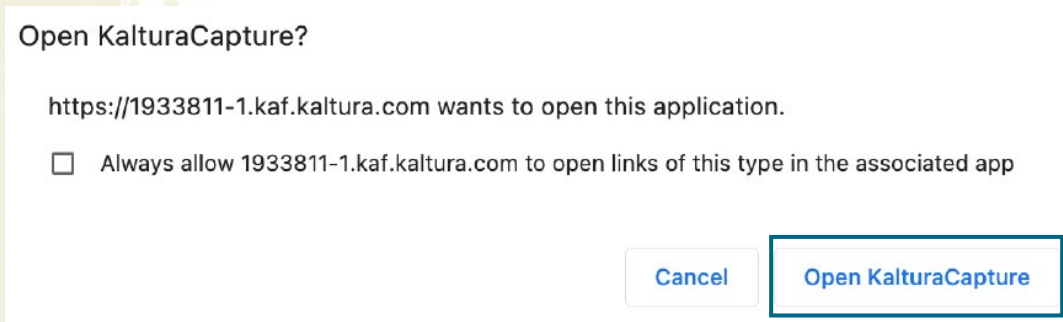 Open KalturaCapture?
https://1933811-1.kaf.kaltura.com wants to open this application.
Always allow 1933811-1.kaf.kaltura.com to open links of this type in the associated app
Cancel
Open KalturaCapture